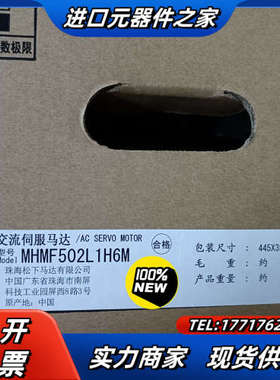 进口元器件之家
数极限
交流伺服马达 /AC SERVO MOTOR
型号
Model MHMF502L1H6M
合格
珠海松下马达有限公司
中国广东省珠海市南屏
科技工业园屏西8路3号
原产地:中国
包装尺寸: 445X3
毛 重: 约
产品重量: 约
100% NEW
开
票
TEL:1771762
实力商家 现货供